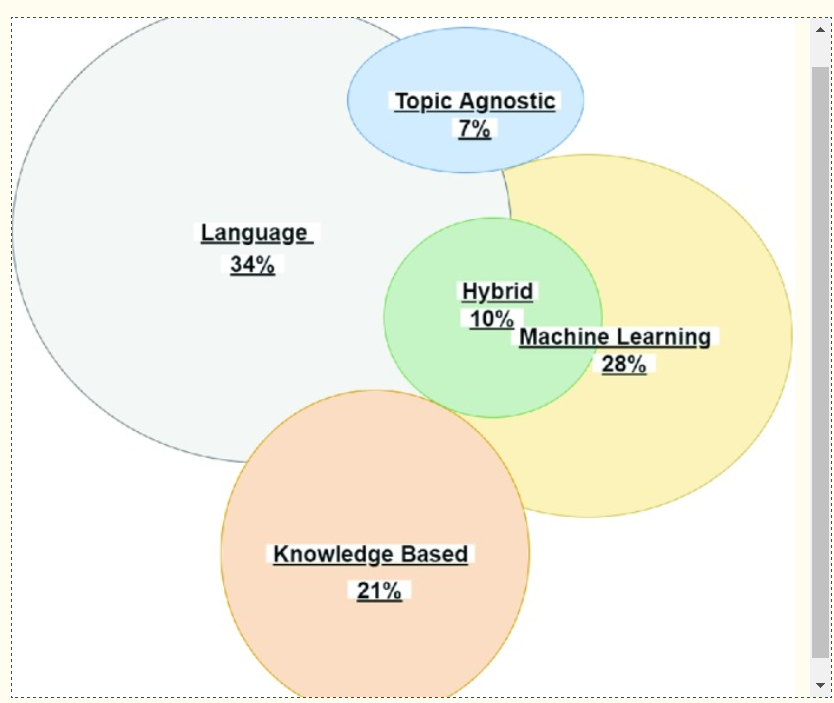 Topic Agnostic
7%
Language
34%
Hybrid
10%
Machine Learning
28%
Knowledge Based
21%